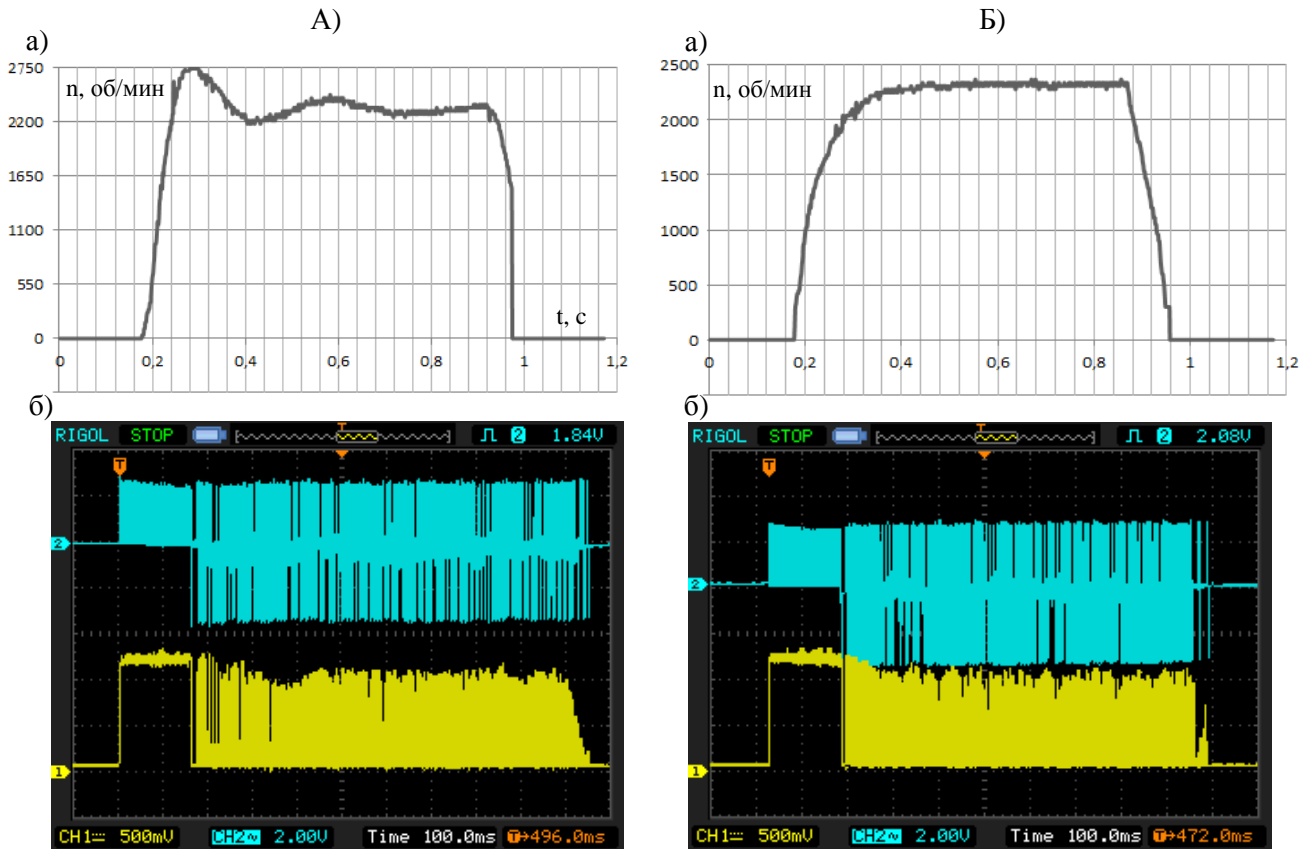 А)
а)
n, об/мин
2750
2200
1650
1100
550
0
t, с
0 0,2 0,4 0,6 0,8 1 1,2
б)
RIGOL STOP T 2 1.84V
T
2
1
CH1 500mV CH2 2.00V Time 100.0ms T→496.0ms
Б)
а)
n, об/мин
2500
2000
1500
1000
500
0
0 0,2 0,4 0,6 0,8 1 1,2
б)
RIGOL STOP T 2 2.08V
T
2
1
CH1 500mV CH2 2.00V Time 100.0ms T→472.0ms